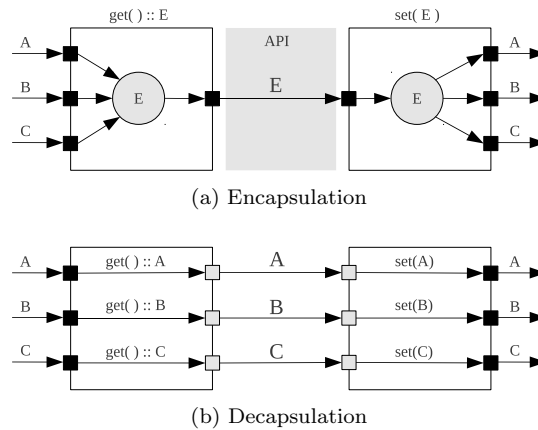 get( ) :: E
API
set( E )
A
A
B
E
E
E
B
C
C
(a) Encapsulation
A
get( ) :: A
A
set(A)
A
B
get( ) :: B
B
set(B)
B
C
get( ) :: C
C
set(C)
C
(b) Decapsulation